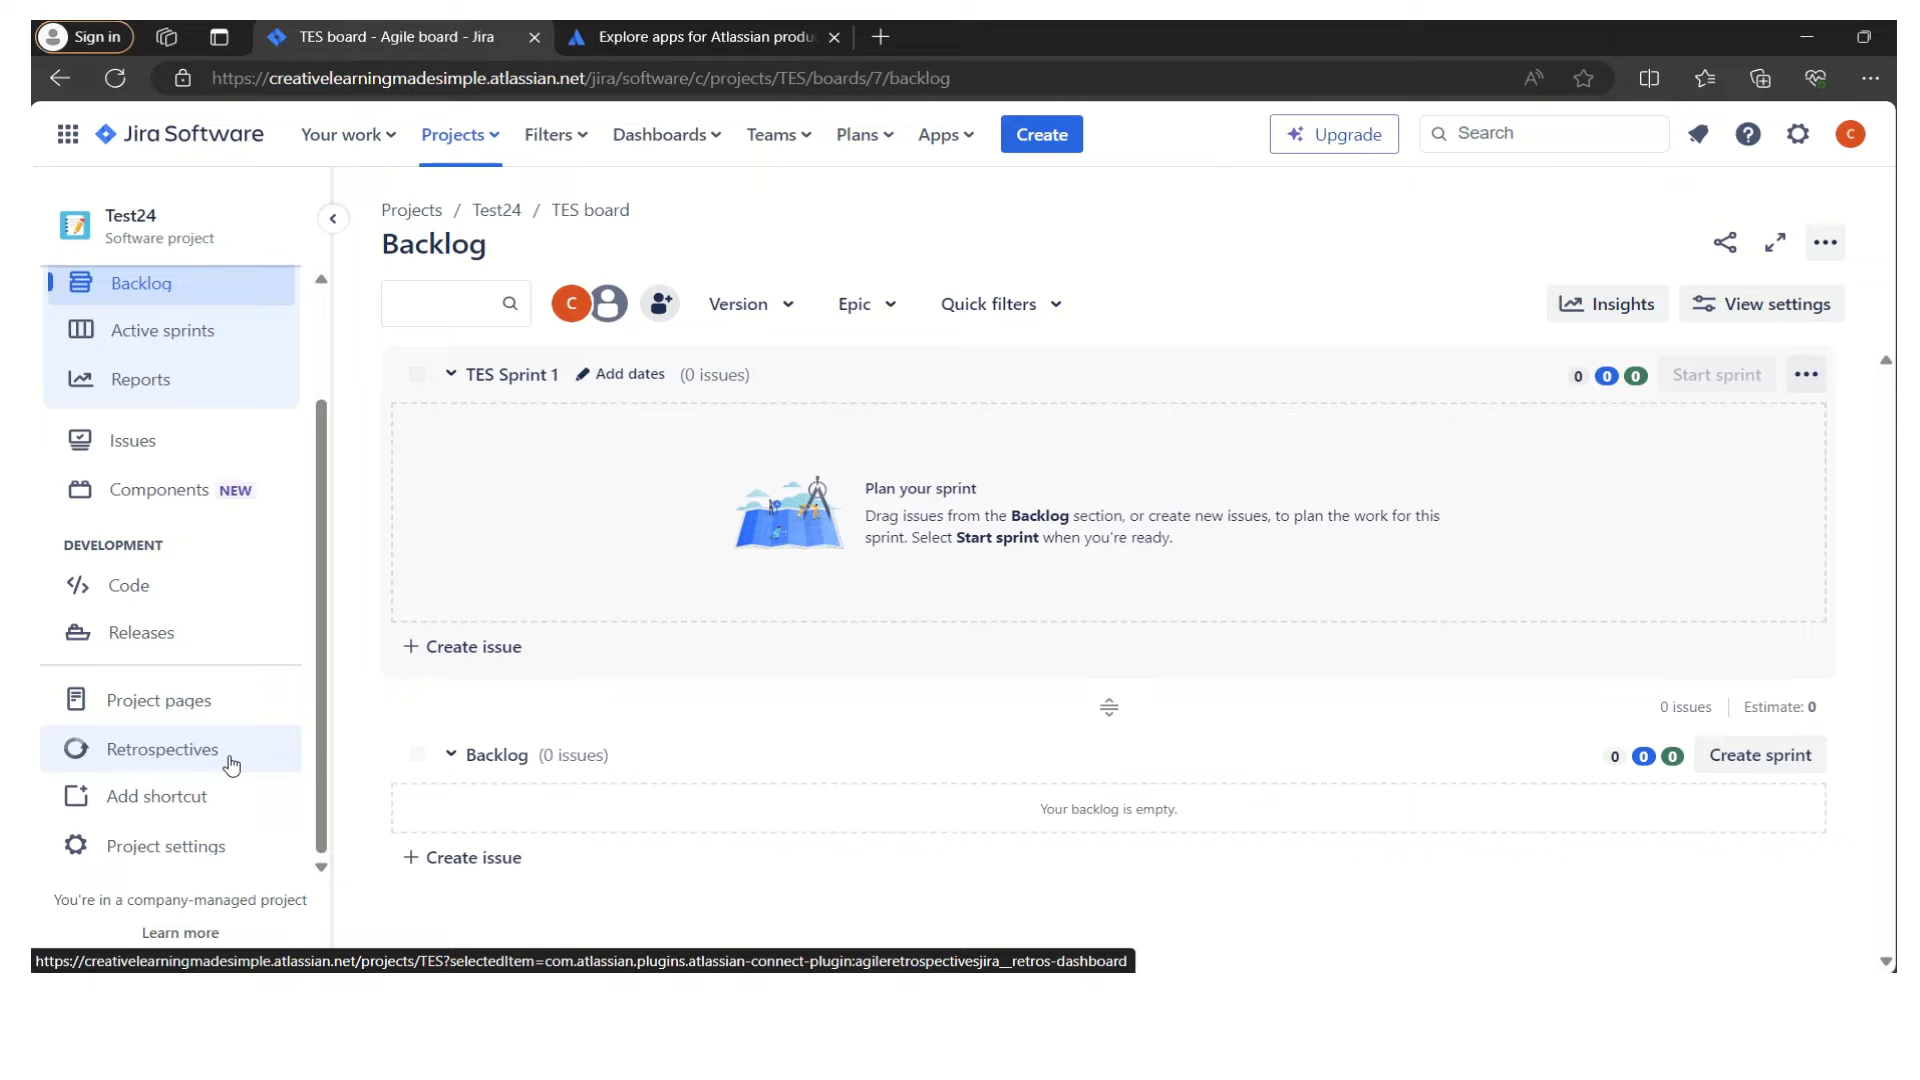 Sign in
TES board - Agile board - Jira
Explore apps for Atlassian produ
https://creativelearningmadesimple.atlassian.net/jira/software/c/projects/TES/boards/7/backlog
Jira Software
Your work
Projects
Filters
Dashboards
Teams
Plans
Apps
Create
Upgrade
Search
C
Test24
Software project
Backlog
Active sprints
Reports
Issues
Components NEW
DEVELOPMENT
Code
Releases
Project pages
Retrospectives
Add shortcut
Project settings
You're in a company-managed project
Learn more
Projects / Test24 / TES board
Backlog
C
Version
Epic
Quick filters
Insights
View settings
TES Sprint 1 Add dates (0 issues)
0 0 0 Start sprint
Plan your sprint
Drag issues from the Backlog section, or create new issues, to plan the work for this
sprint. Select Start sprint when you're ready.
+ Create issue
0 issues Estimate: 0
Backlog (0 issues)
0 0 0 Create sprint
Your backlog is empty.
+ Create issue
https://creativelearningmadesimple.atlassian.net/projects/TES?selectedItem=com.atlassian.plugins.atlassian-connect-plugin:agileretrospectivesjira__retros-dashboard